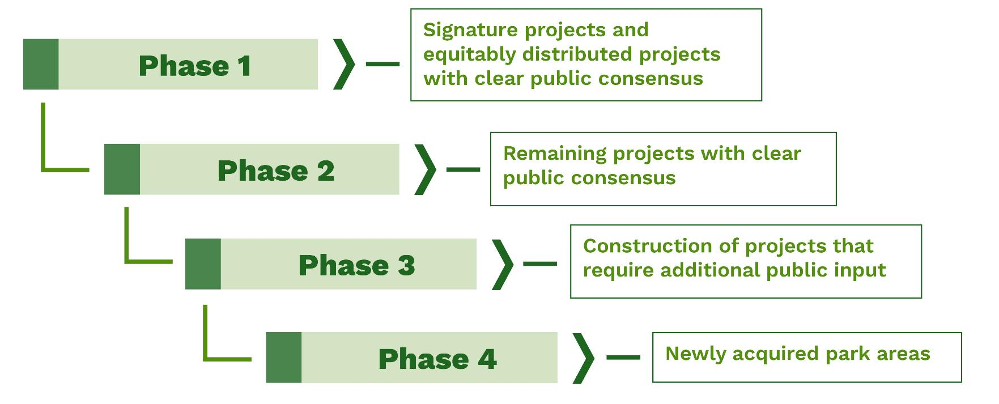 Phase 1
Signature projects and
equitably distributed projects
with clear public consensus
Phase 2
Remaining projects with clear
public consensus
Phase 3
Construction of projects that
require additional public input
Phase 4
Newly acquired park areas